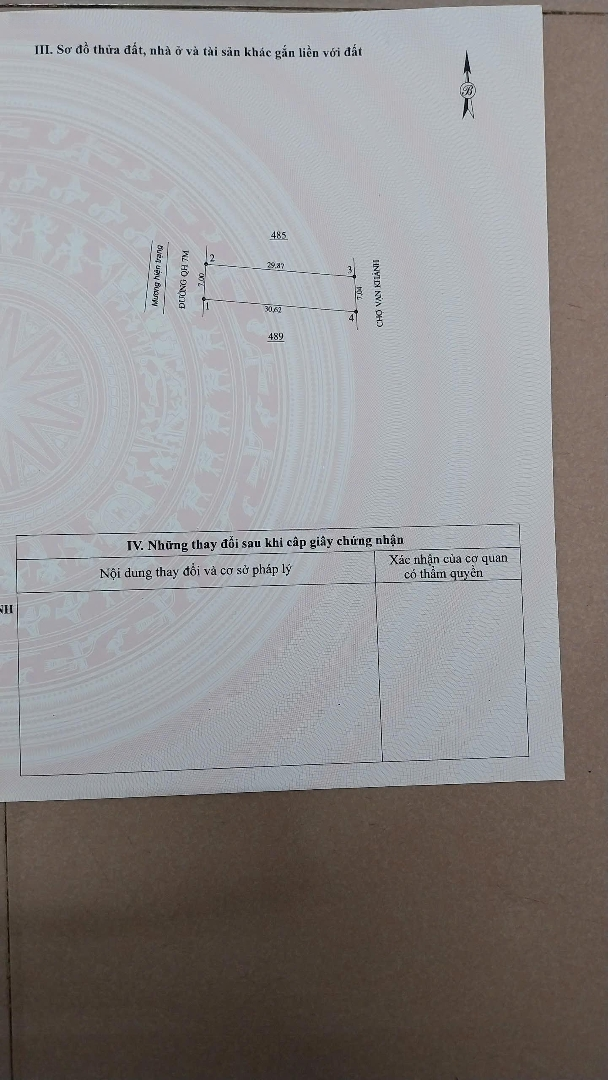 III. Sơ đồ thửa đất, nhà ở và tài sản khác gắn liền với đất
B
485
Mương hiện trạng
ĐƯỜNG QH 7M
2
7,00
1
29,87
30,62
3
7,04
4
CHỢ VẠN KHÁNH
489
IV. Những thay đổi sau khi cấp giấy chứng nhận
Nội dung thay đổi và cơ sở pháp lý
Xác nhận của cơ quan
có thẩm quyền
NH